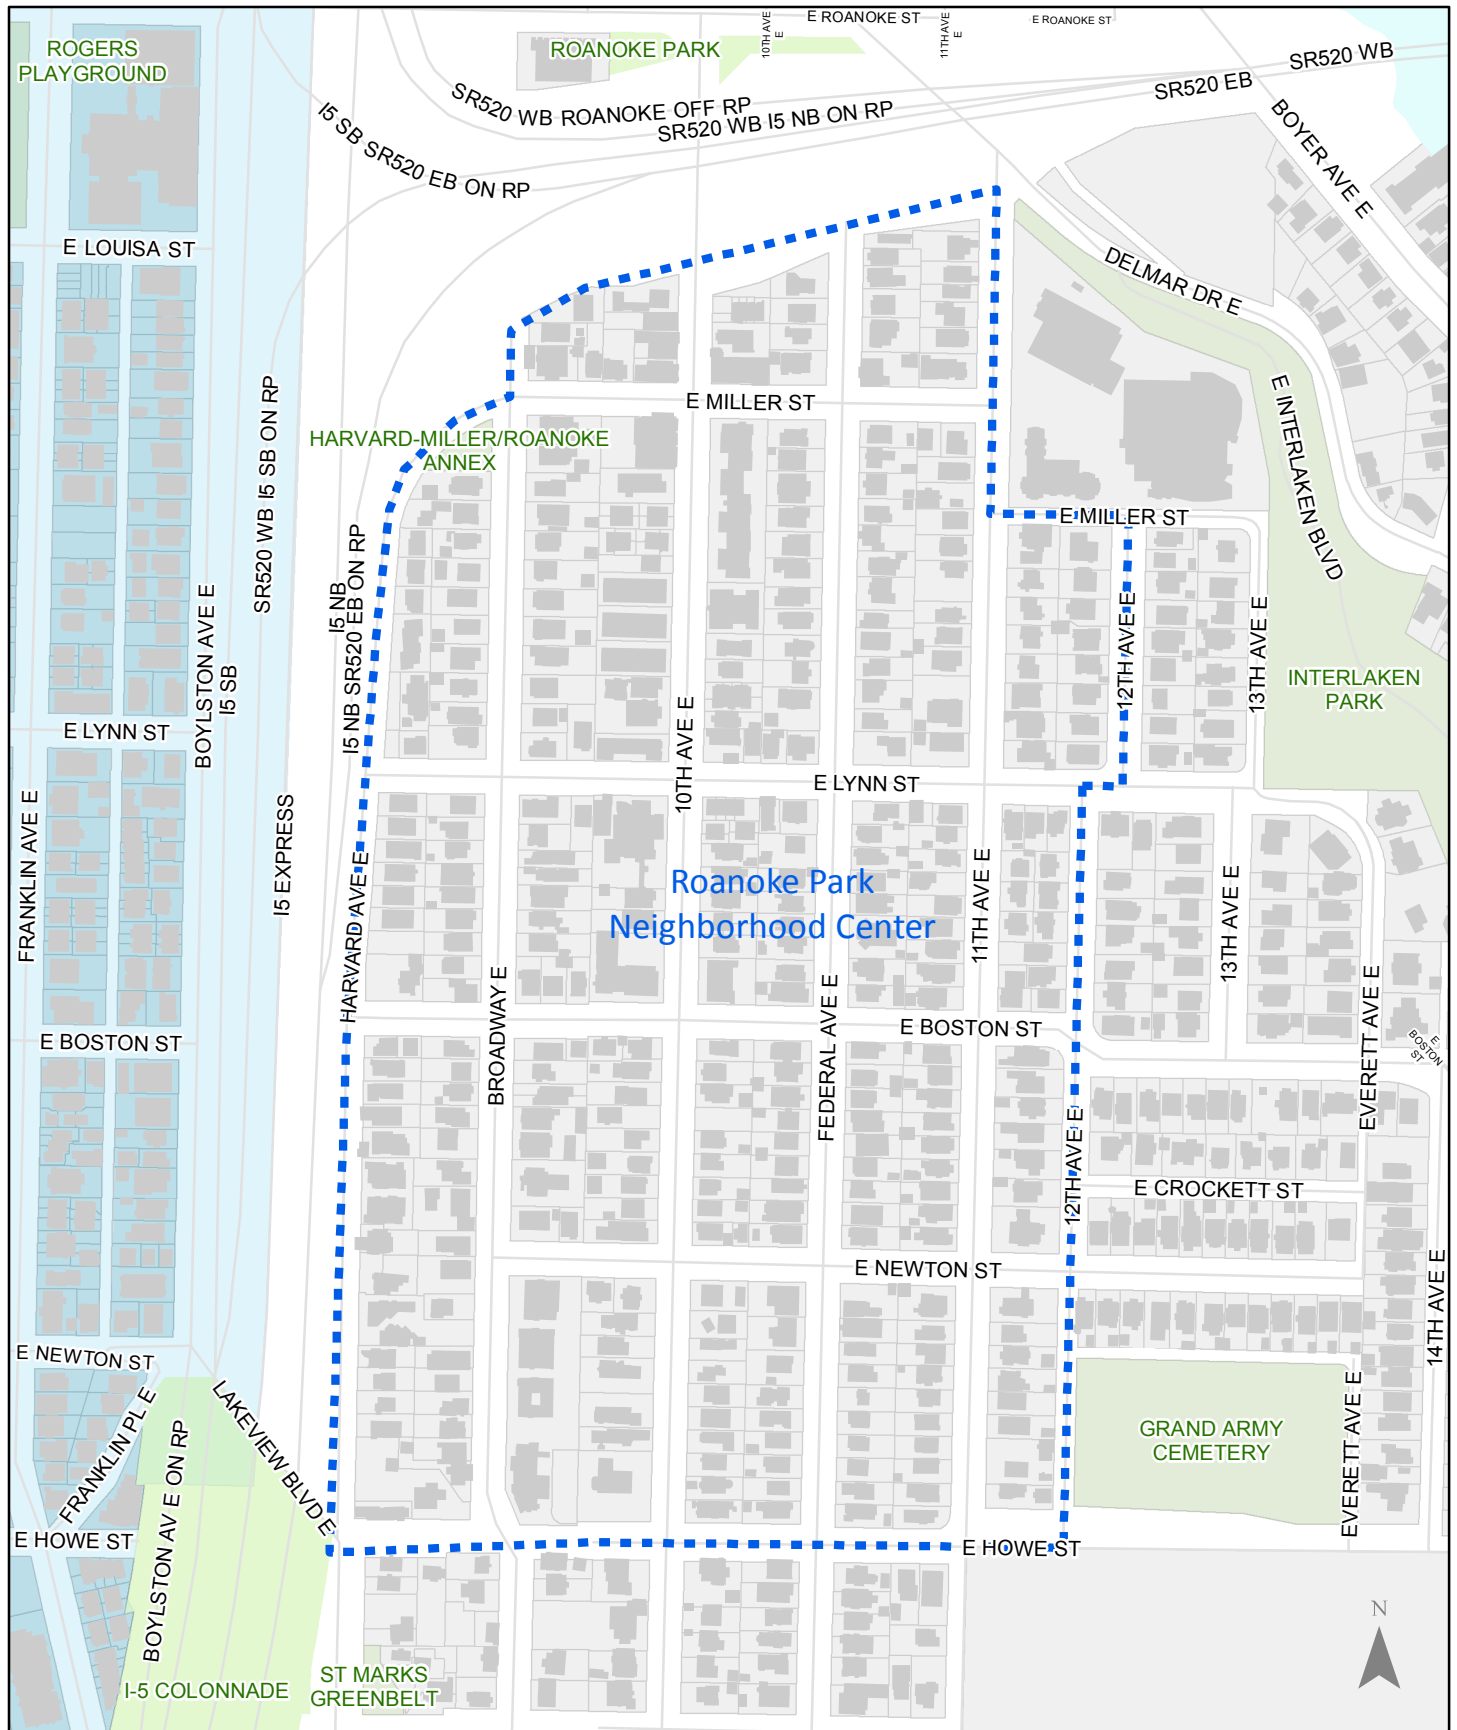 E ROANOKE ST
E ROANOKE ST
10TH AVE
E
11TH AVE
E
ROGERS
PLAYGROUND
ROANOKE PARK
SR520 WB
SR520 EB
SR520 WB ROANOKE OFF RP
SR520 WB I5 NB ON RP
I5 SB SR520 EB ON RP
BOYER AVE E
E LOUISA ST
DELMAR DR E
SR520 WB I5 SB ON RP
E MILLER ST
E INTERLAKEN BLVD
HARVARD-MILLER/ROANOKE
ANNEX
E MILLER ST
I5 NB
I5 NB SR520 EB ON RP
BOYLSTON AVE E
I5 SB
12TH AVE E
13TH AVE E
INTERLAKEN
PARK
E LYNN ST
10TH AVE E
E LYNN ST
FRANKLIN AVE E
I5 EXPRESS
HARVARD AVE E
Roanoke Park
Neighborhood Center
11TH AVE E
13TH AVE E
BROADWAY E
FEDERAL AVE E
E BOSTON ST
E BOSTON ST
EVERETT AVE E
E
BOSTON
ST
12TH AVE E
E CROCKETT ST
E NEWTON ST
14TH AVE E
E NEWTON ST
FRANKLIN PL E
LAKEVIEW BLVD E
BOYLSTON AV E ON RP
GRAND ARMY
CEMETERY
EVERETT AVE E
E HOWE ST
E HOWE ST
N
I-5 COLONNADE
ST MARKS
GREENBELT